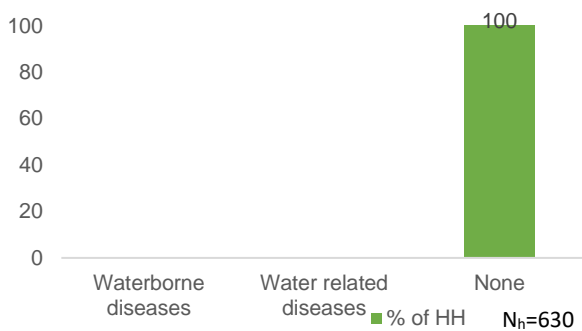 100
100
80
60
40
20
0
Waterborne
diseases
Water related
diseases
None
% of HH
Nₕ=630